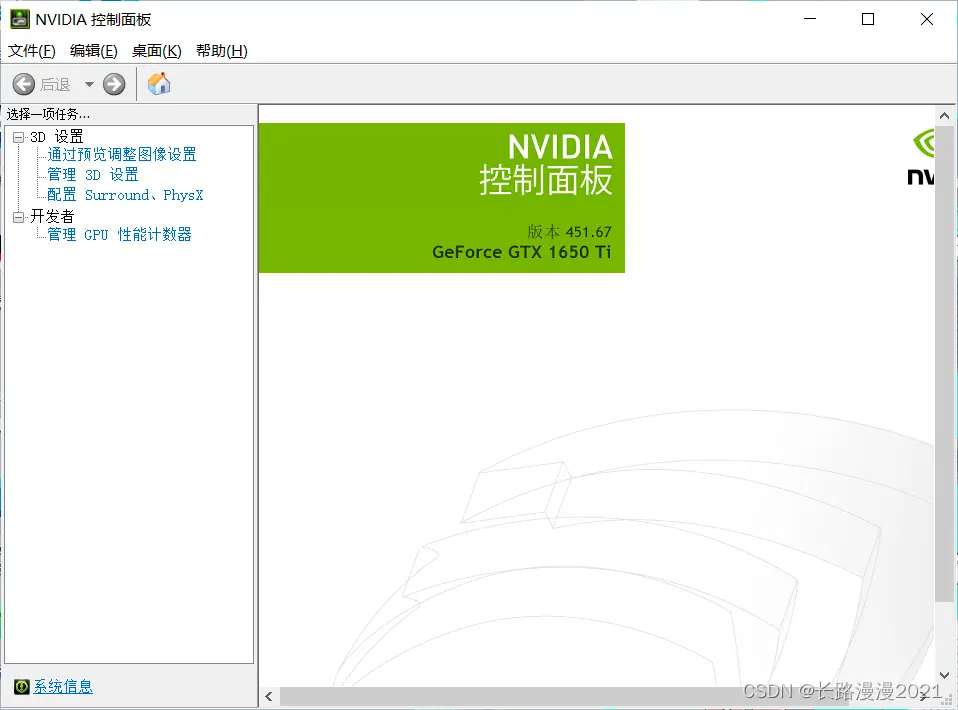 NVIDIA 控制面板
文件(F) 编辑(E) 桌面(K) 帮助(H)
后退
选择一项任务...
3D 设置
通过预览调整图像设置
管理 3D 设置
配置 Surround、PhysX
开发者
管理 GPU 性能计数器
系统信息
NVIDIA
控制面板
版本 451.67
GeForce GTX 1650 Ti
nv
CSDN @长路漫漫2021